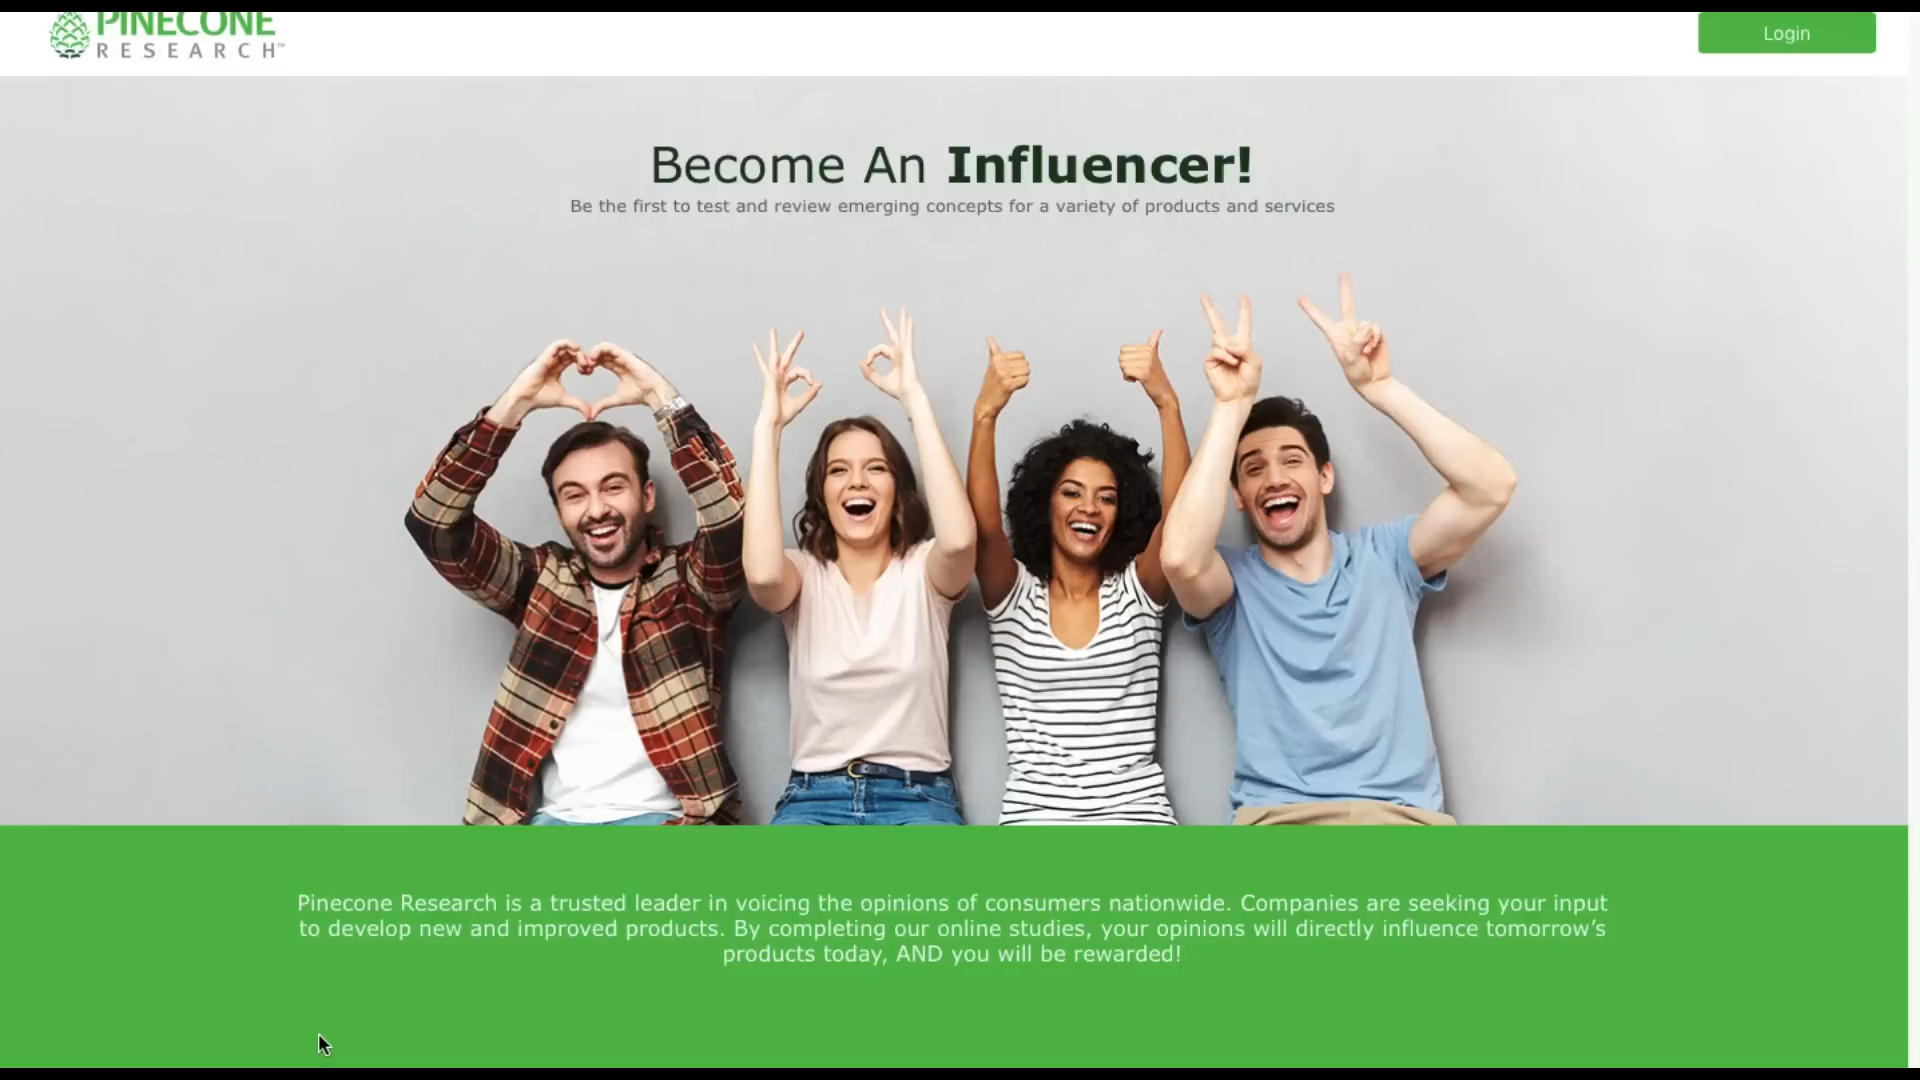 PINECONE
RESEARCH™
Login
Become An Influencer!
Be the first to test and review emerging concepts for a variety of products and services
Pinecone Research is a trusted leader in voicing the opinions of consumers nationwide. Companies are seeking your input
to develop new and improved products. By completing our online studies, your opinions will directly influence tomorrow’s
products today, AND you will be rewarded!